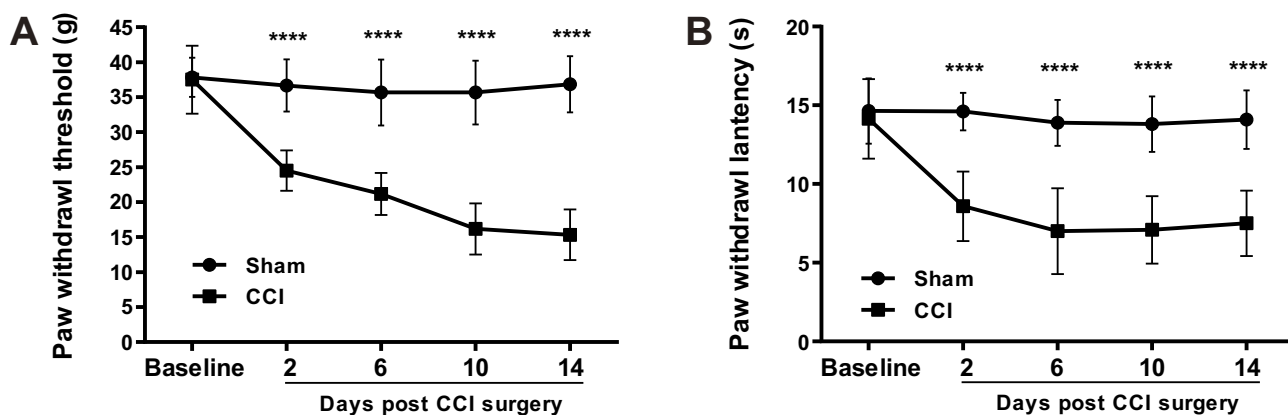 A
Paw withdrawl threshold (g)
45
40
35
30
25
20
15
10
5
0
**** **** **** ****
Sham
CCI
Baseline 2 6 10 14
Days post CCI surgery
B
Paw withdrawl lantency (s)
20
15
10
5
0
**** **** **** ****
Sham
CCI
Baseline 2 6 10 14
Days post CCI surgery